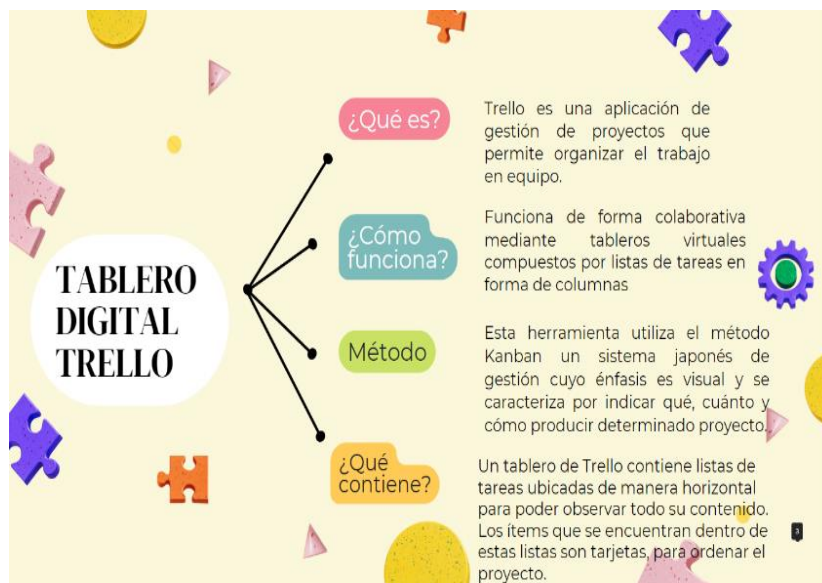 TABLERO
DIGITAL
TRELLO
¿Qué es?
Trello es una aplicación de
gestión de proyectos que
permite organizar el trabajo
en equipo.
¿Cómo
funciona?
Funciona de forma colaborativa
mediante tableros virtuales
compuestos por listas de tareas en
forma de columnas
Método
Esta herramienta utiliza el método
Kanban un sistema japonés de
gestión cuyo énfasis es visual y se
caracteriza por indicar qué, cuánto y
cómo producir determinado proyecto.
¿Qué
contiene?
Un tablero de Trello contiene listas de
tareas ubicadas de manera horizontal
para poder observar todo su contenido.
Los ítems que se encuentran dentro de
estas listas son tarjetas, para ordenar el
proyecto.
3